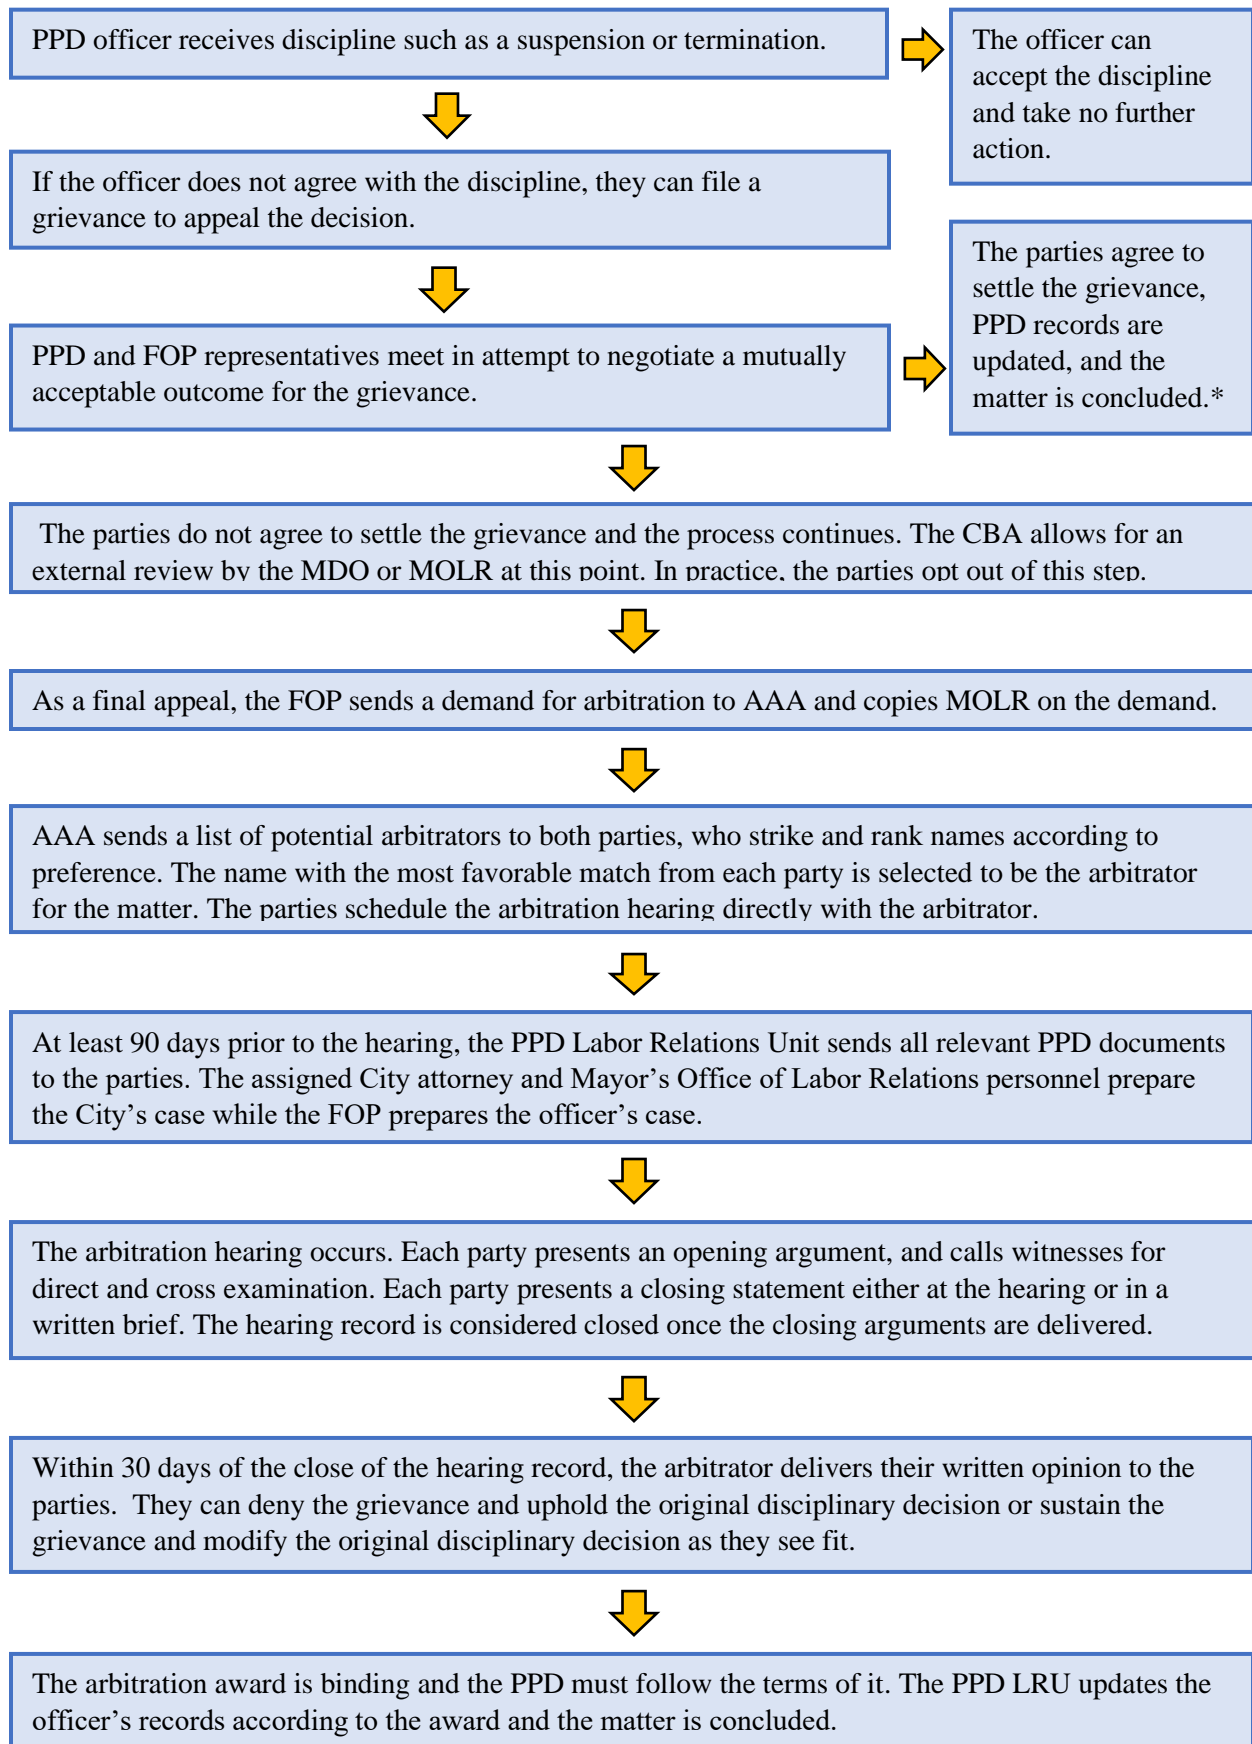 PPD officer receives discipline such as a suspension or termination.
The officer can
accept the discipline
and take no further
action.
If the officer does not agree with the discipline, they can file a
grievance to appeal the decision.
The parties agree to
settle the grievance,
PPD records are
updated, and the
matter is concluded.*
PPD and FOP representatives meet in attempt to negotiate a mutually
acceptable outcome for the grievance.
The parties do not agree to settle the grievance and the process continues. The CBA allows for an
external review by the MDO or MOLR at this point. In practice, the parties opt out of this step.
As a final appeal, the FOP sends a demand for arbitration to AAA and copies MOLR on the demand.
AAA sends a list of potential arbitrators to both parties, who strike and rank names according to
preference. The name with the most favorable match from each party is selected to be the arbitrator
for the matter. The parties schedule the arbitration hearing directly with the arbitrator.
At least 90 days prior to the hearing, the PPD Labor Relations Unit sends all relevant PPD documents
to the parties. The assigned City attorney and Mayor’s Office of Labor Relations personnel prepare
the City’s case while the FOP prepares the officer’s case.
The arbitration hearing occurs. Each party presents an opening argument, and calls witnesses for
direct and cross examination. Each party presents a closing statement either at the hearing or in a
written brief. The hearing record is considered closed once the closing arguments are delivered.
Within 30 days of the close of the hearing record, the arbitrator delivers their written opinion to the
parties. They can deny the grievance and uphold the original disciplinary decision or sustain the
grievance and modify the original disciplinary decision as they see fit.
The arbitration award is binding and the PPD must follow the terms of it. The PPD LRU updates the
officer’s records according to the award and the matter is concluded.